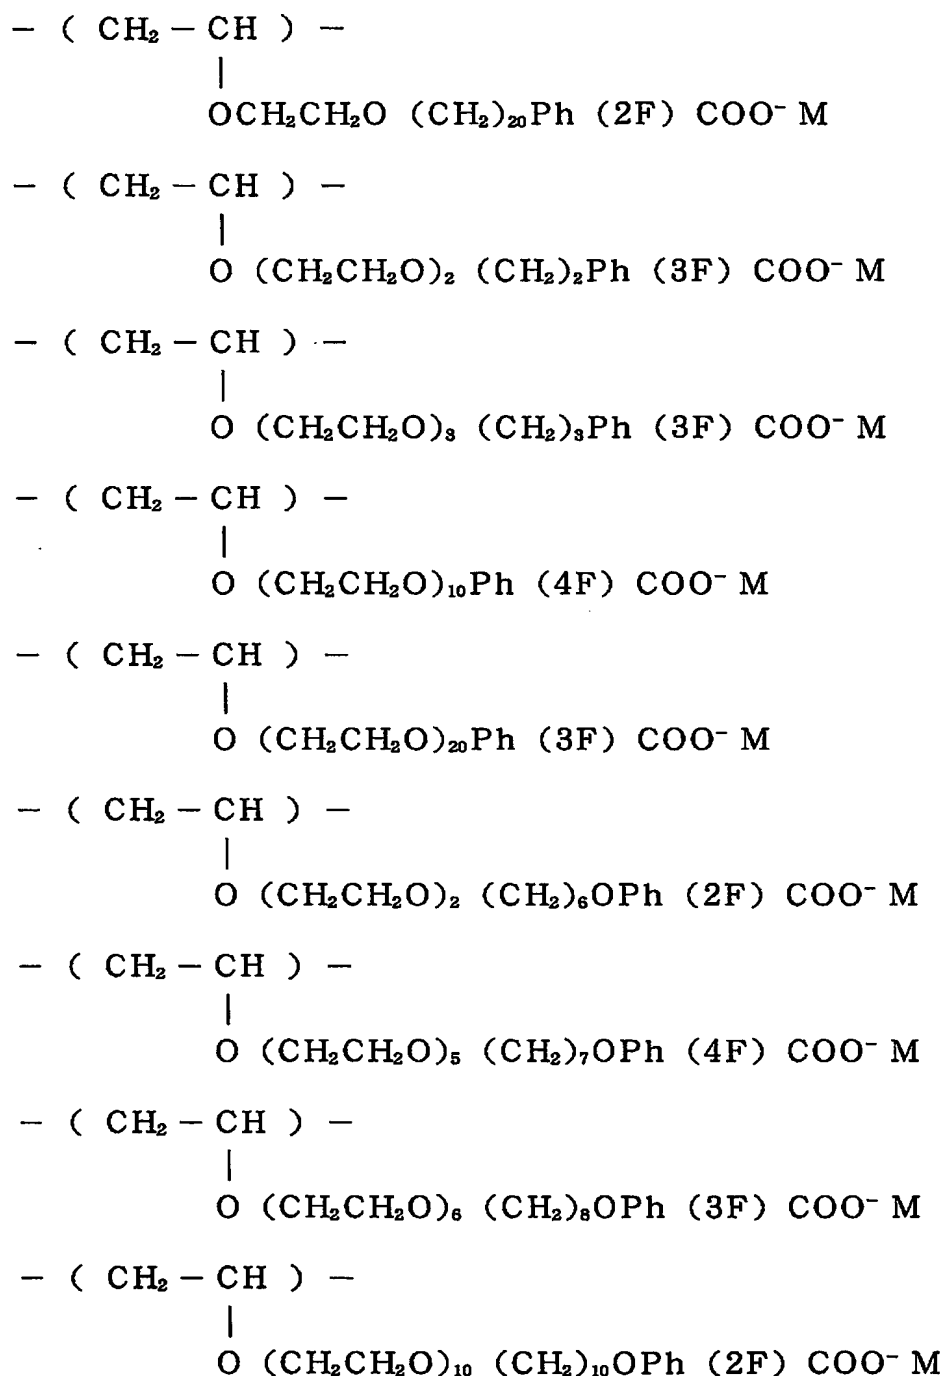 — ( CH₂ — CH ) —
|
OCH₂CH₂O (CH₂)₂₀Ph (2F) COO⁻ M
— ( CH₂ — CH ) —
|
O (CH₂CH₂O)₂ (CH₂)₂Ph (3F) COO⁻ M
— ( CH₂ — CH ) —
|
O (CH₂CH₂O)₃ (CH₂)₃Ph (3F) COO⁻ M
— ( CH₂ — CH ) —
|
O (CH₂CH₂O)₁₀Ph (4F) COO⁻ M
— ( CH₂ — CH ) —
|
O (CH₂CH₂O)₂₀Ph (3F) COO⁻ M
— ( CH₂ — CH ) —
|
O (CH₂CH₂O)₂ (CH₂)₆OPh (2F) COO⁻ M
— ( CH₂ — CH ) —
|
O (CH₂CH₂O)₅ (CH₂)₇OPh (4F) COO⁻ M
— ( CH₂ — CH ) —
|
O (CH₂CH₂O)₆ (CH₂)₈OPh (3F) COO⁻ M
— ( CH₂ — CH ) —
|
O (CH₂CH₂O)₁₀ (CH₂)₁₀OPh (2F) COO⁻ M